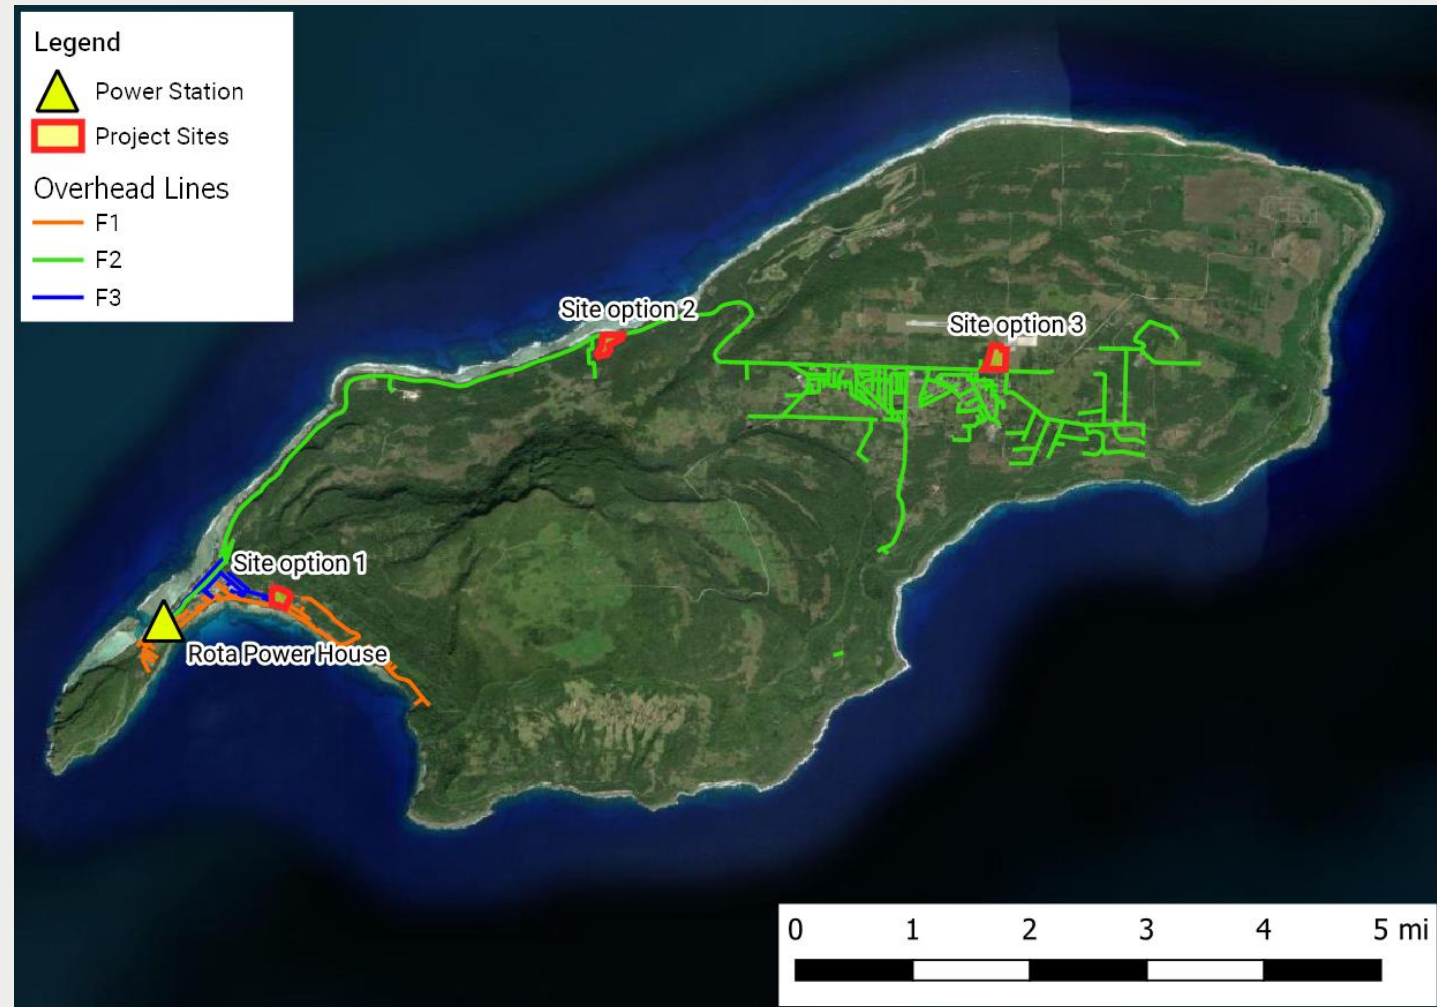 Legend
Power Station
Project Sites
Overhead Lines
F1
F2
F3
Site option 2
Site option 3
Site option 1
Rota Power House
0 1 2 3 4 5 mi